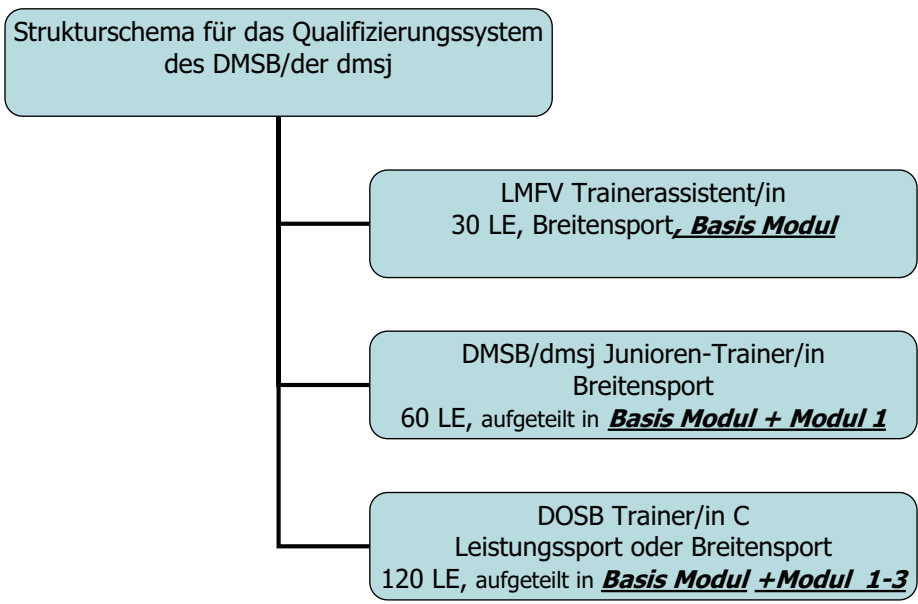 Strukturschema für das Qualifizierungssystem
des DMSB/der dmsj
LMFV Trainerassistent/in
30 LE, Breitensport, Basis Modul
DMSB/dmsj Junioren-Trainer/in
Breitensport
60 LE, aufgeteilt in Basis Modul + Modul 1
DOSB Trainer/in C
Leistungssport oder Breitensport
120 LE, aufgeteilt in Basis Modul +Modul 1-3